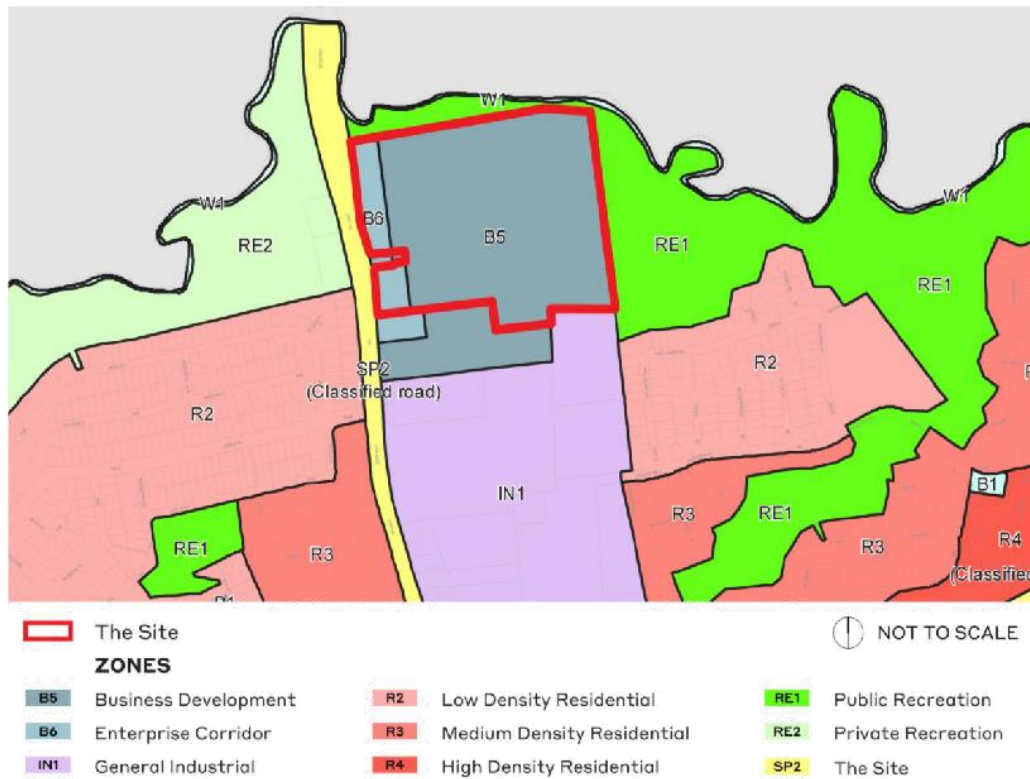 W1
W1
W1
RE2
B6
B5
RE1
RE1
SP2
(Classified road)
R2
R2
IN1
B1
R3
RE1
R3
R4
RE1
R3
(Classified
The Site
NOT TO SCALE
ZONES
B5 Business Development
R2 Low Density Residential
RE1 Public Recreation
B6 Enterprise Corridor
R3 Medium Density Residential
RE2 Private Recreation
IN1 General Industrial
R4 High Density Residential
SP2 The Site